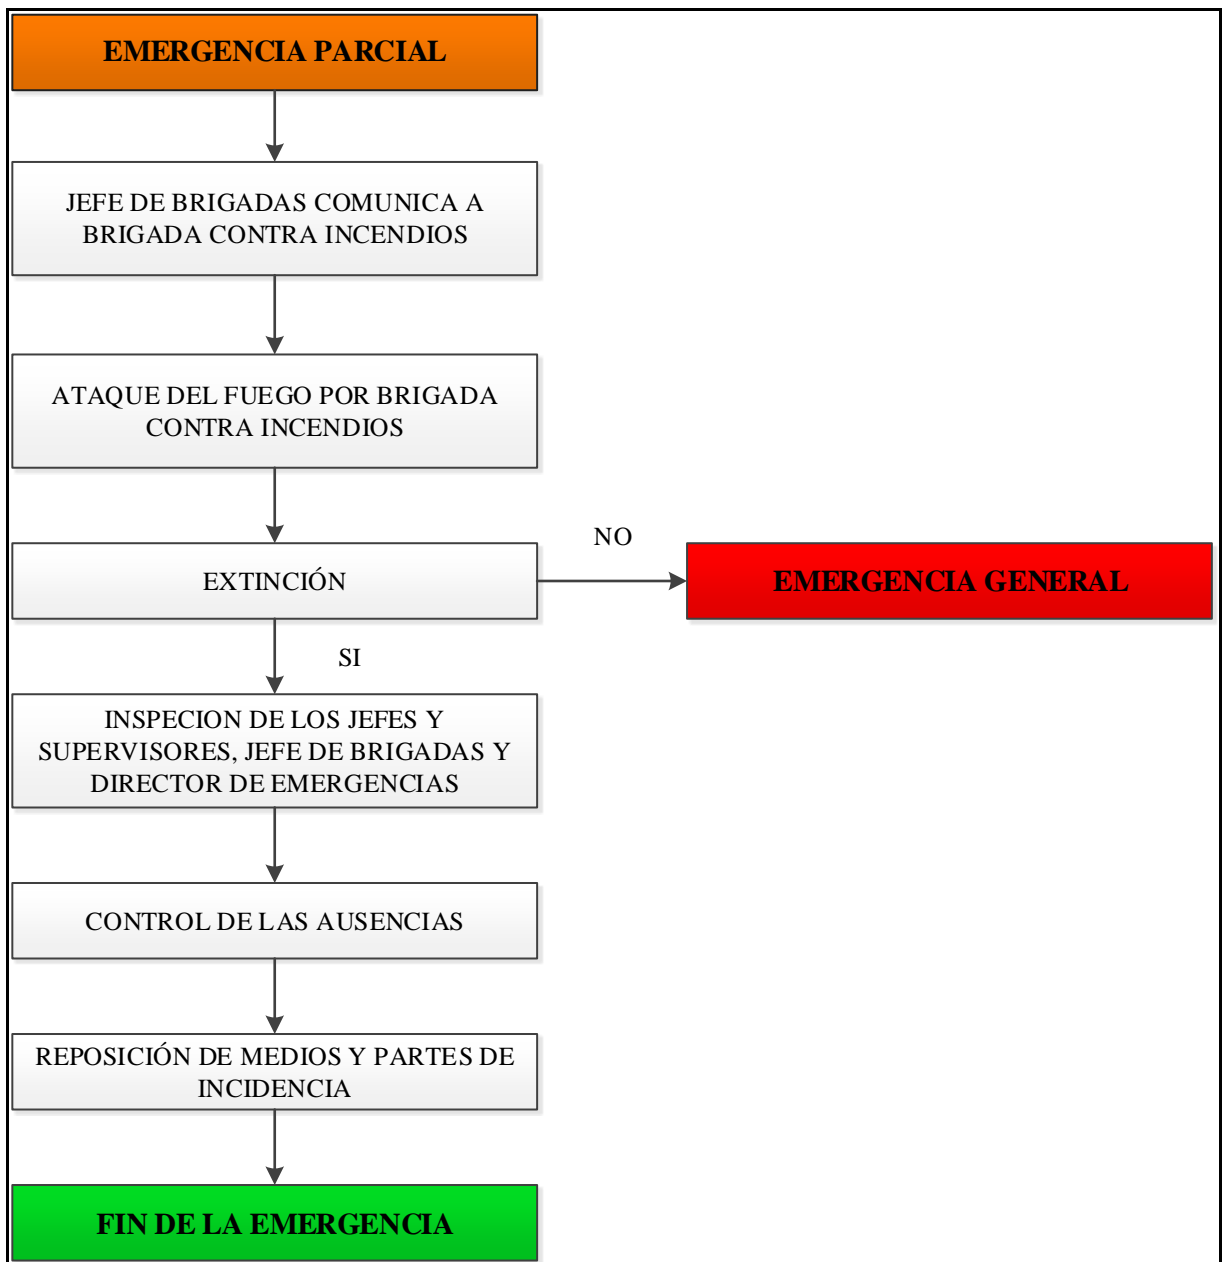 EMERGENCIA PARCIAL
JEFE DE BRIGADAS COMUNICA A
BRIGADA CONTRA INCENDIOS
ATAQUE DEL FUEGO POR BRIGADA
CONTRA INCENDIOS
EXTINCIÓN
NO
EMERGENCIA GENERAL
SI
INSPECION DE LOS JEFES Y
SUPERVISORES, JEFE DE BRIGADAS Y
DIRECTOR DE EMERGENCIAS
CONTROL DE LAS AUSENCIAS
REPOSICIÓN DE MEDIOS Y PARTES DE
INCIDENCIA
FIN DE LA EMERGENCIA